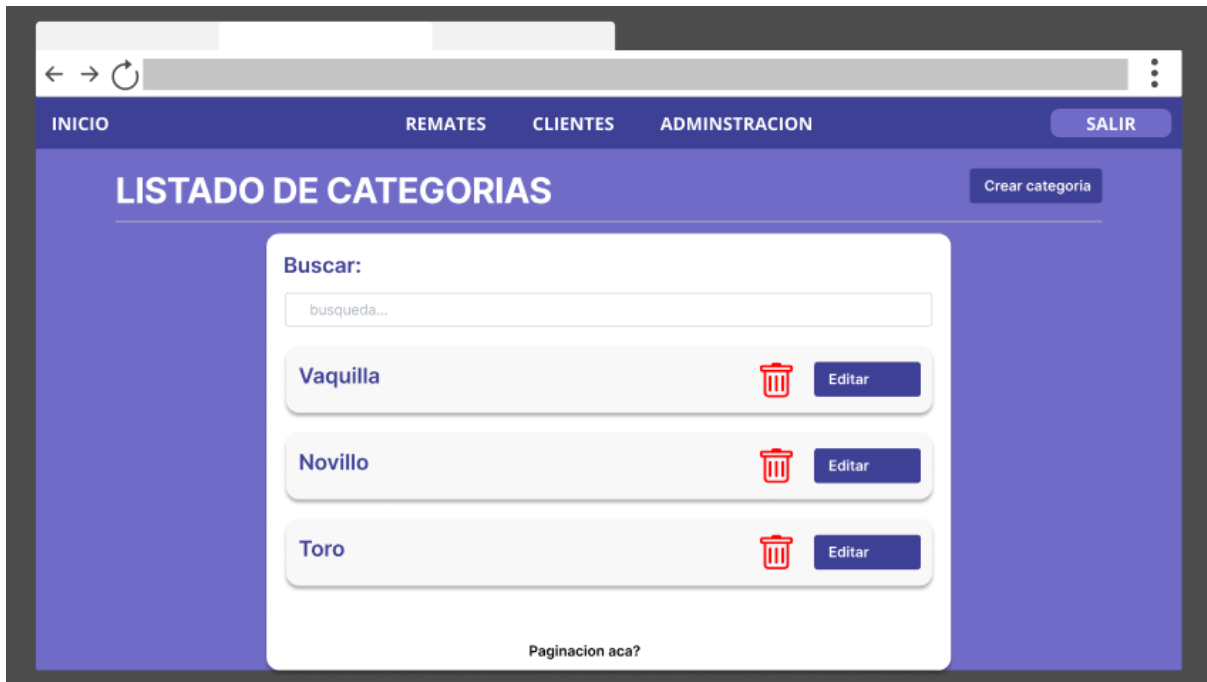 INICIO REMATES CLIENTES ADMINSTRACION SALIR
LISTADO DE CATEGORIAS Crear categoria
Buscar:
busqueda...
Vaquilla Editar
Novillo Editar
Toro Editar
Paginacion aca?